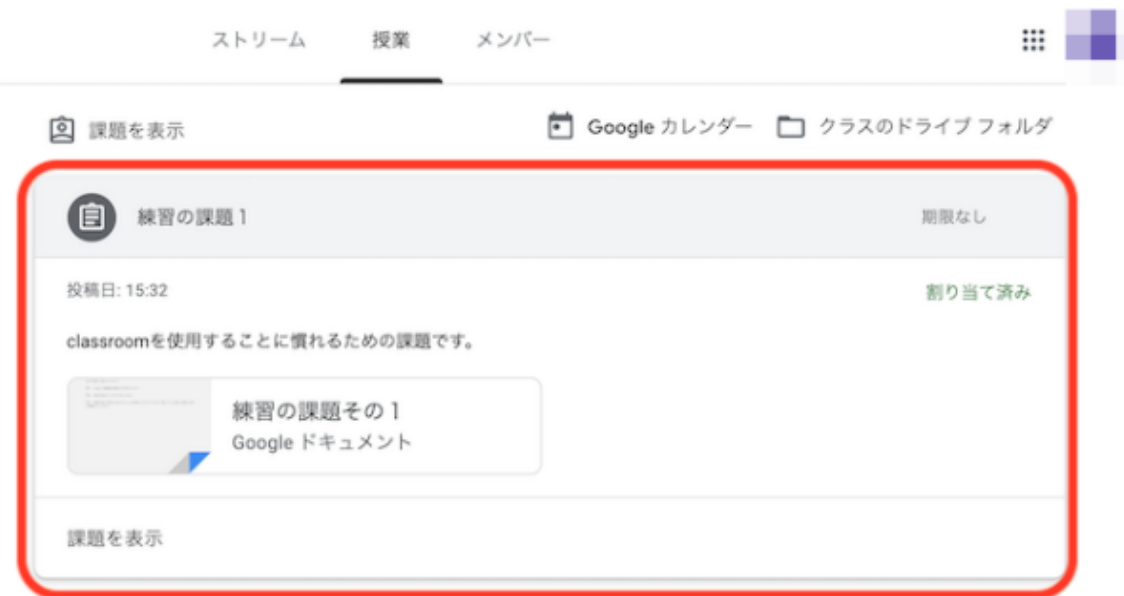 ストリーム 授業 メンバー
課題を表示 Google カレンダー クラスのドライブ フォルダ
練習の課題 1 期限なし
投稿日: 15:32 割り当て済み
classroomを使用することに慣れるための課題です。
練習の課題その 1
Google ドキュメント
課題を表示